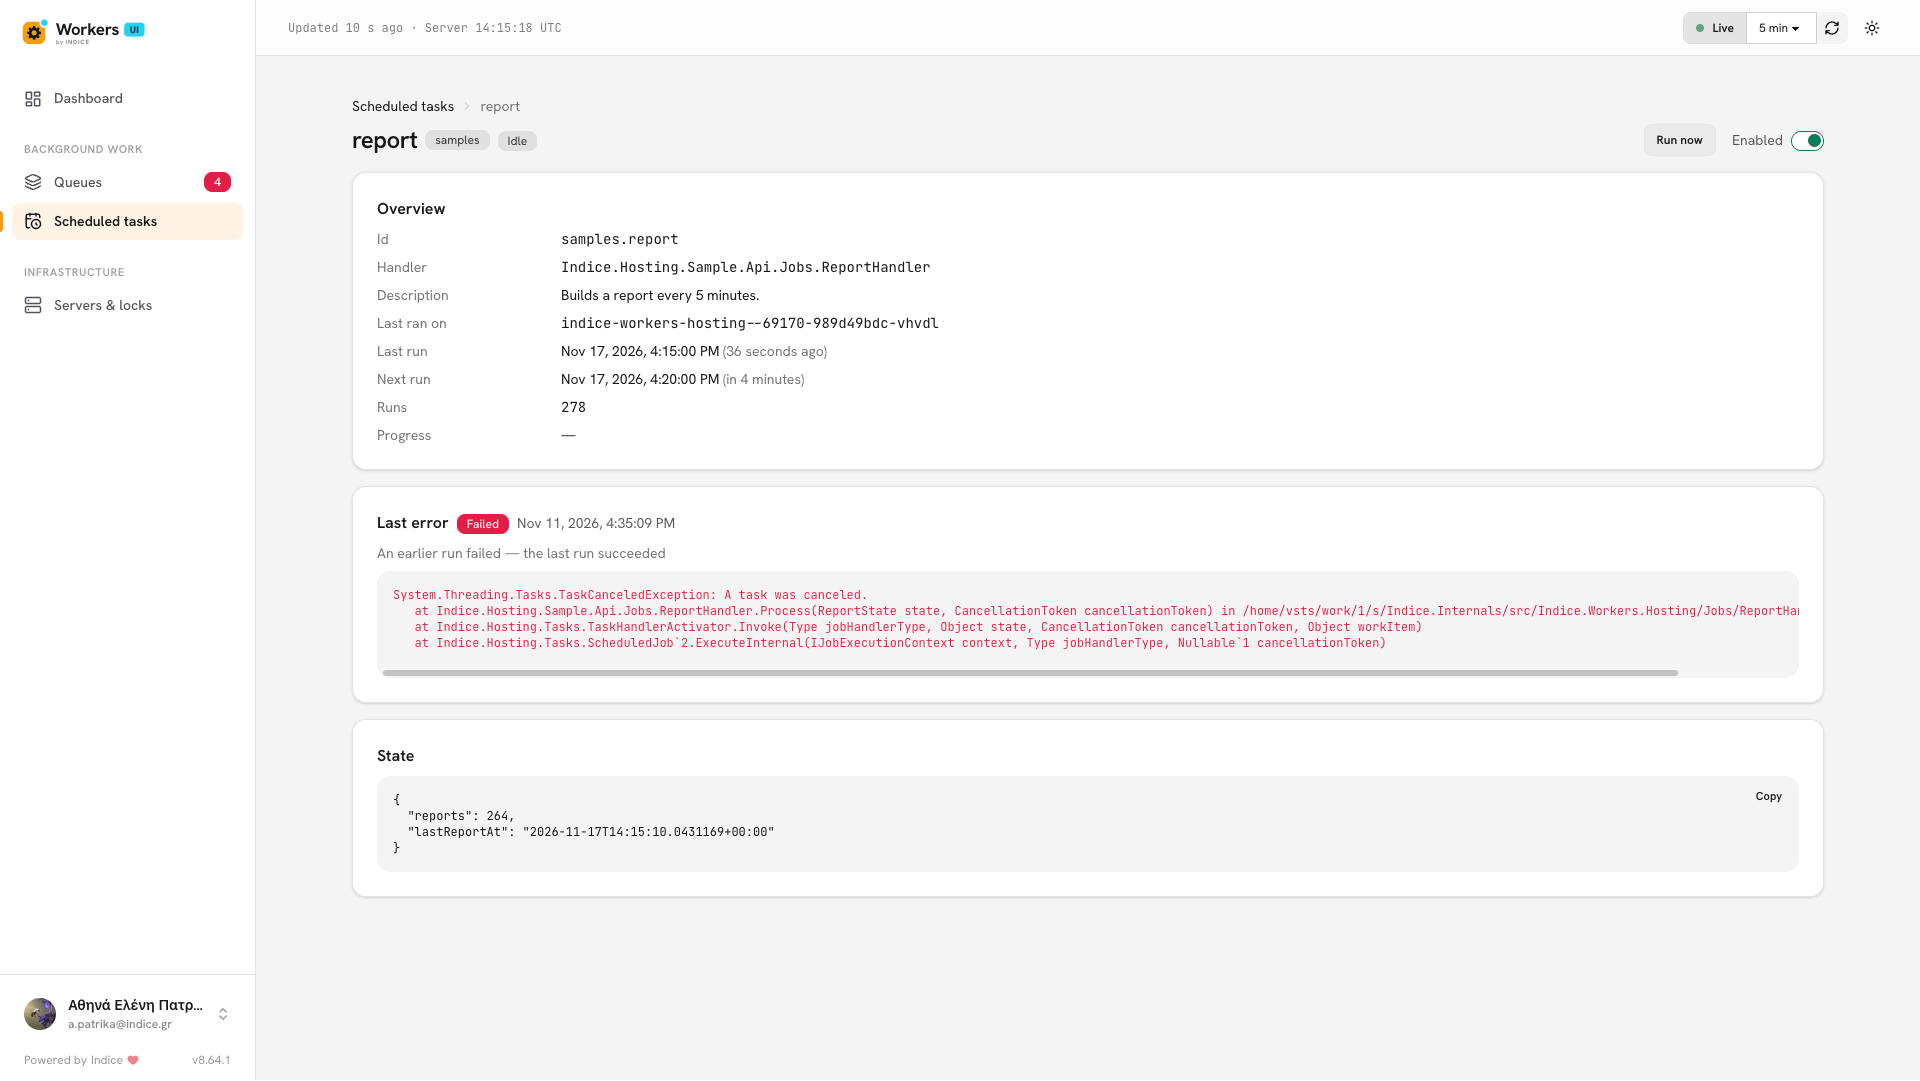 Workers UI
by INDICE
Updated 10 s ago · Server 14:15:18 UTC
Live
5 min
Dashboard
BACKGROUND WORK
Queues
4
Scheduled tasks
INFRASTRUCTURE
Servers & locks
Scheduled tasks
report
report
samples
Idle
Run now
Enabled
Overview
Id samples.report
Handler Indice.Hosting.Sample.Api.Jobs.ReportHandler
Description Builds a report every 5 minutes.
Last ran on indice-workers-hosting--69170-989d49bdc-vhvdl
Last run Nov 17, 2026, 4:15:00 PM (36 seconds ago)
Next run Nov 17, 2026, 4:20:00 PM (in 4 minutes)
Runs 278
Progress —
Last error Failed Nov 11, 2026, 4:35:09 PM
An earlier run failed — the last run succeeded
System.Threading.Tasks.TaskCanceledException: A task was canceled.
at Indice.Hosting.Sample.Api.Jobs.ReportHandler.Process(ReportState state, CancellationToken cancellationToken) in /home/vsts/work/1/s/Indice.Internals/src/Indice.Workers.Hosting/Jobs/ReportHan
at Indice.Hosting.Tasks.TaskHandlerActivator.Invoke(Type jobHandlerType, Object state, CancellationToken cancellationToken, Object workItem)
at Indice.Hosting.Tasks.ScheduledJob`2.ExecuteInternal(IJobExecutionContext context, Type jobHandlerType, Nullable`1 cancellationToken)
State
Copy
{
"reports": 264,
"lastReportAt": "2026-11-17T14:15:10.0431169+00:00"
}
Αθηνά Ελένη Πατρ...
a.patrika@indice.gr
Powered by Indice
v8.64.1